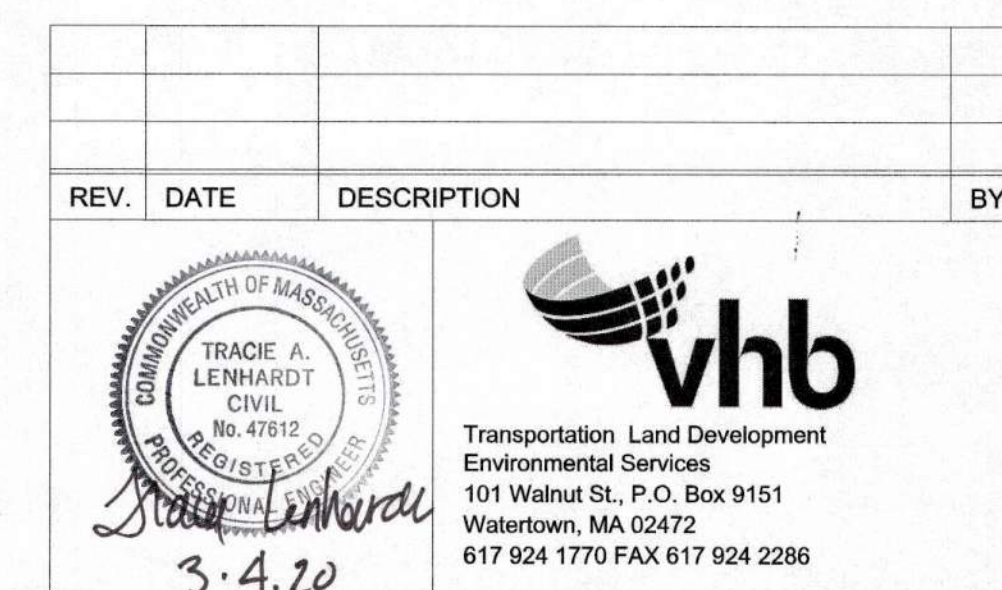 REV. DATE DESCRIPTION BY
COMMONWEALTH OF MASSACHUSETTS
TRACIE A.
LENHARDT
CIVIL
No. 47612
REGISTERED
PROFESSIONAL ENGINEER
Tracie Lenhardt
3.4.20
vhb
Transportation Land Development
Environmental Services
101 Walnut St., P.O. Box 9151
Watertown, MA 02472
617 924 1770 FAX 617 924 2286